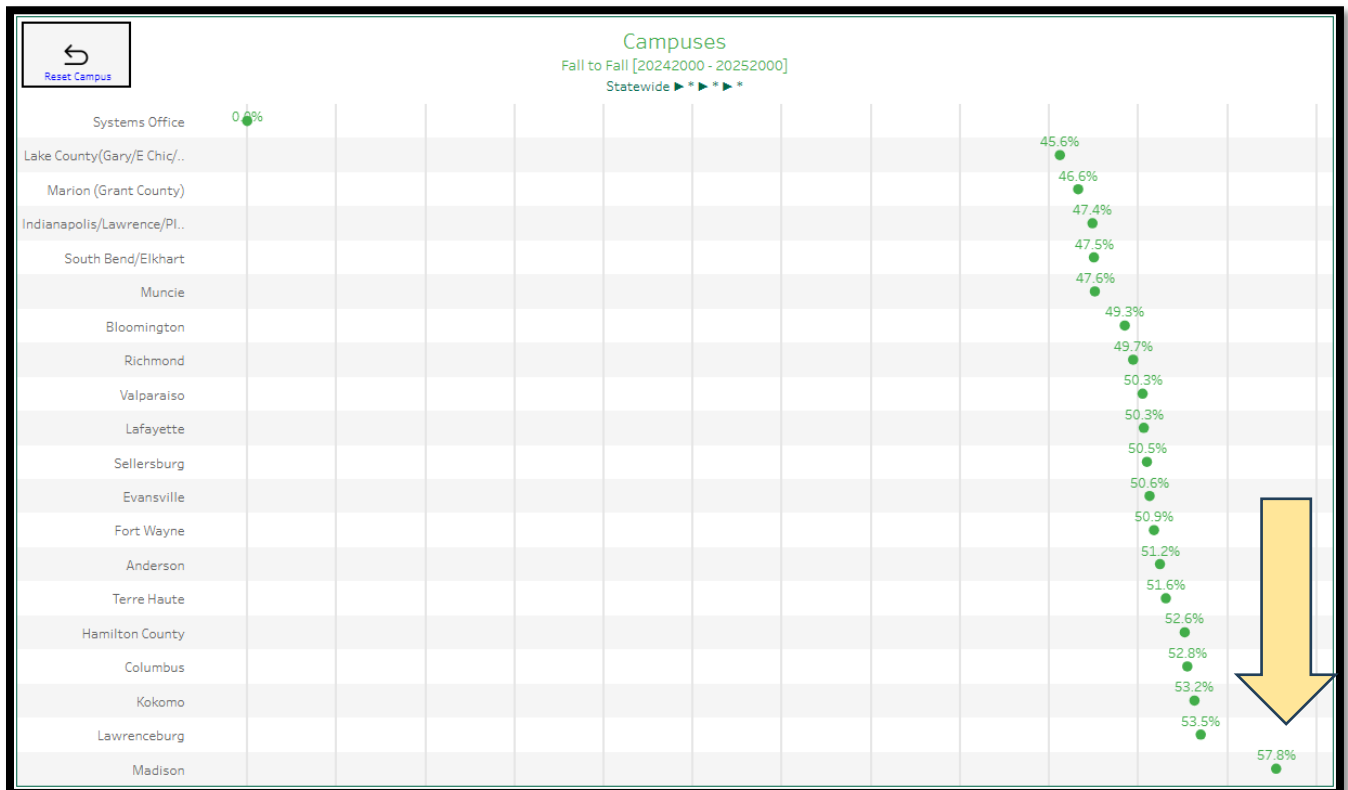 Reset Campus
Campuses
Fall to Fall [20242000 - 20252000]
Statewide ▶ * ▶ * ▶ *
Systems Office 0.0%
Lake County(Gary/E Chic/.. 45.6%
Marion (Grant County) 46.6%
Indianapolis/Lawrence/Pl.. 47.4%
South Bend/Elkhart 47.5%
Muncie 47.6%
Bloomington 49.3%
Richmond 49.7%
Valparaiso 50.3%
Lafayette 50.3%
Sellersburg 50.5%
Evansville 50.6%
Fort Wayne 50.9%
Anderson 51.2%
Terre Haute 51.6%
Hamilton County 52.6%
Columbus 52.8%
Kokomo 53.2%
Lawrenceburg 53.5%
Madison 57.8%